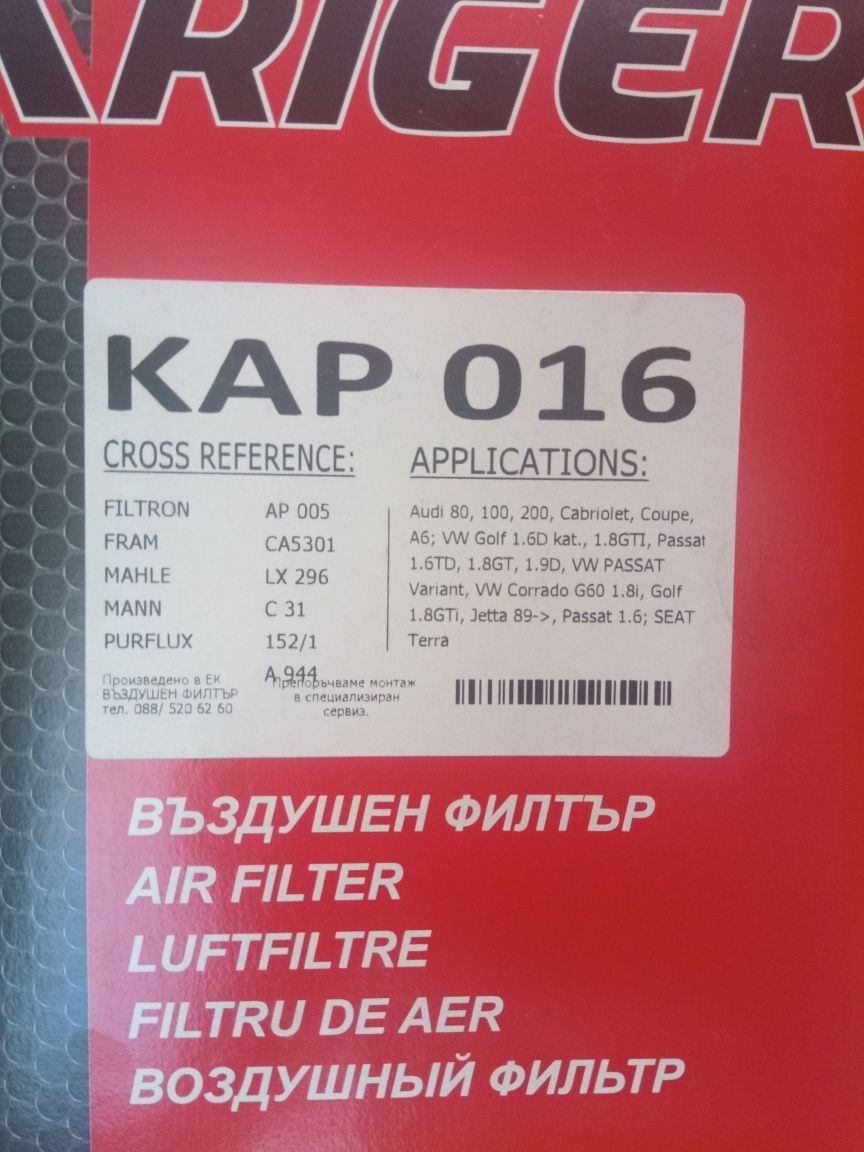 KRIGER
KAP 016
CROSS REFERENCE:
FILTRON AP 005
FRAM CA5301
MAHLE LX 296
MANN C 31
PURFLUX 152/1
A 944
APPLICATIONS:
Audi 80, 100, 200, Cabriolet, Coupe,
A6; VW Golf 1.6D kat., 1.8GTI, Passat
1.6TD, 1.8GT, 1.9D, VW PASSAT
Variant, VW Corrado G60 1.8i, Golf
1.8GTi, Jetta 89->, Passat 1.6; SEAT
Terra
Произведено в ЕК
ВЪЗДУШЕН ФИЛТЪР
тел. 088/ 520 62 60
Препоръчваме монтаж
в специализиран
сервиз.
ВЪЗДУШЕН ФИЛТЪР
AIR FILTER
LUFTFILTRE
FILTRU DE AER
ВОЗДУШНЫЙ ФИЛЬТР